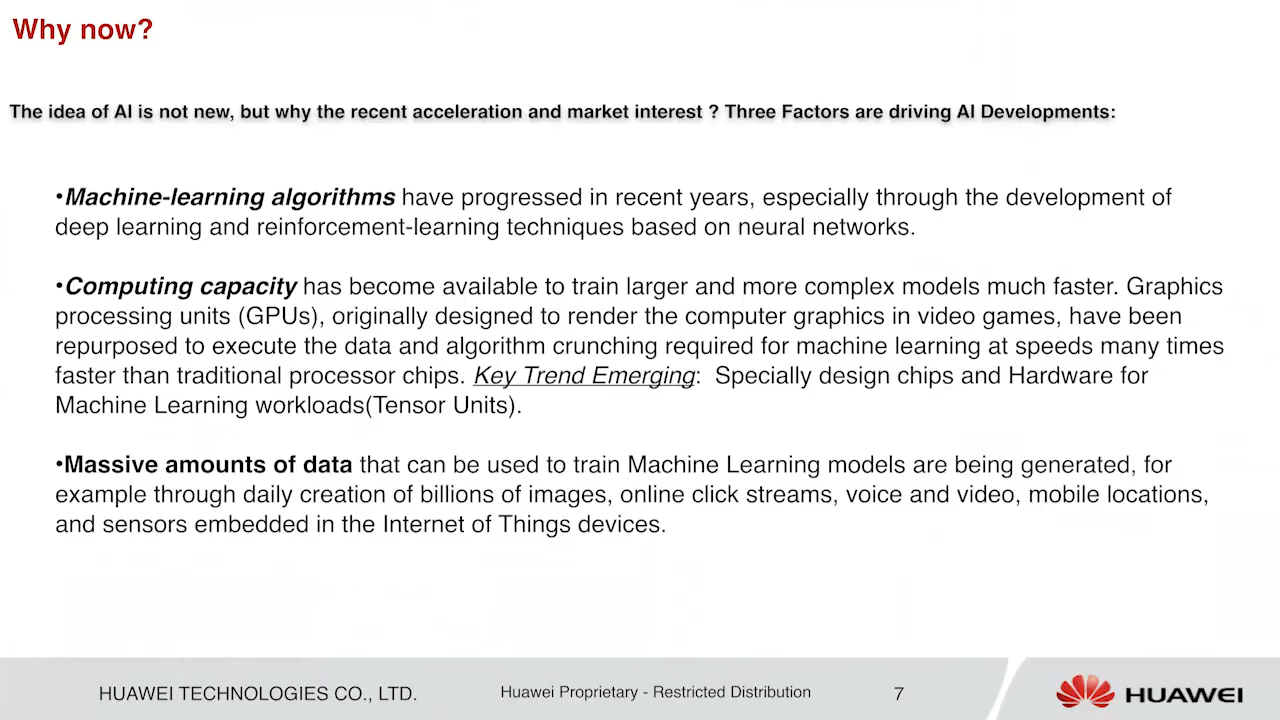 Why now?
The idea of AI is not new, but why the recent acceleration and market interest ? Three Factors are driving AI Developments:
•Machine-learning algorithms have progressed in recent years, especially through the development of
deep learning and reinforcement-learning techniques based on neural networks.
•Computing capacity has become available to train larger and more complex models much faster. Graphics
processing units (GPUs), originally designed to render the computer graphics in video games, have been
repurposed to execute the data and algorithm crunching required for machine learning at speeds many times
faster than traditional processor chips. Key Trend Emerging:  Specially design chips and Hardware for
Machine Learning workloads(Tensor Units).
•Massive amounts of data that can be used to train Machine Learning models are being generated, for
example through daily creation of billions of images, online click streams, voice and video, mobile locations,
and sensors embedded in the Internet of Things devices.
HUAWEI TECHNOLOGIES CO., LTD.
Huawei Proprietary - Restricted Distribution
7
HUAWEI